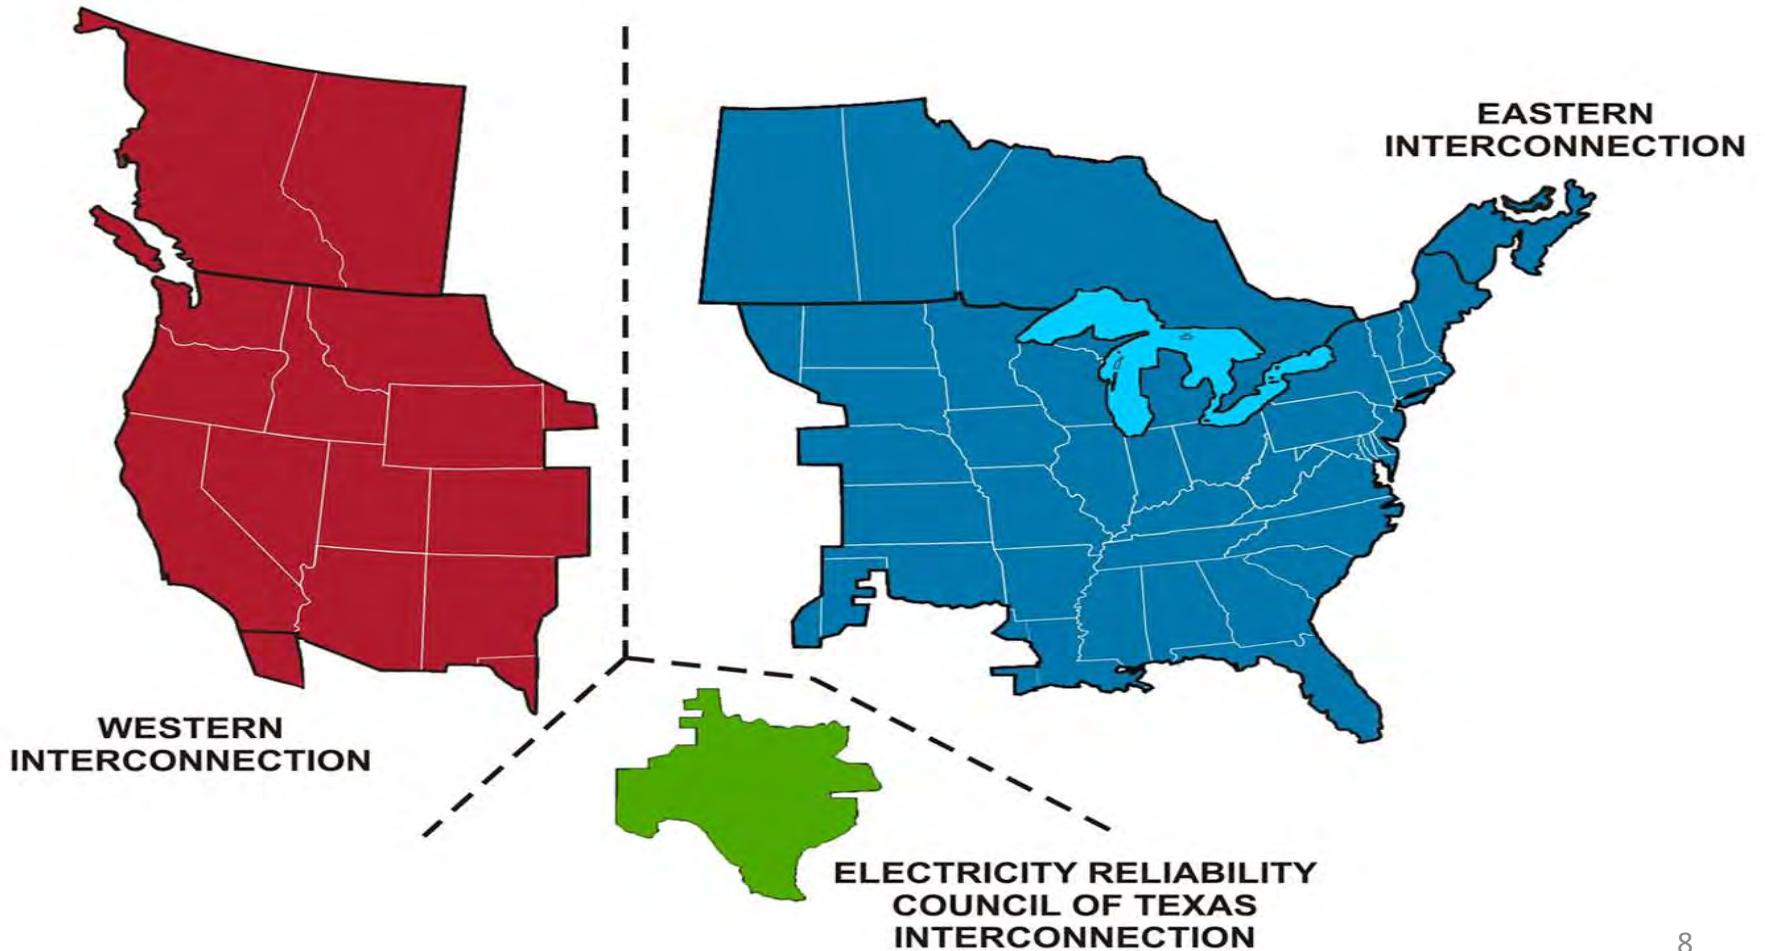 EASTERN
INTERCONNECTION
WESTERN
INTERCONNECTION
ELECTRICITY RELIABILITY
COUNCIL OF TEXAS
INTERCONNECTION
8